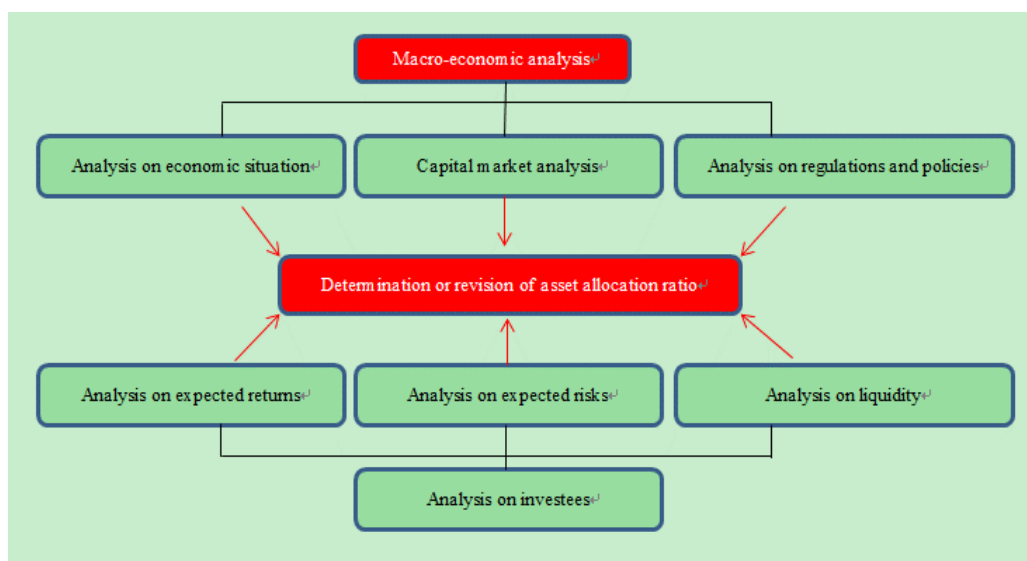 Macro-economic analysis↵
Analysis on economic situation↵
Capital market analysis↵
Analysis on regulations and policies↵
Determination or revision of asset allocation ratio↵
Analysis on expected returns↵
Analysis on expected risks↵
Analysis on liquidity↵
Analysis on investees↵